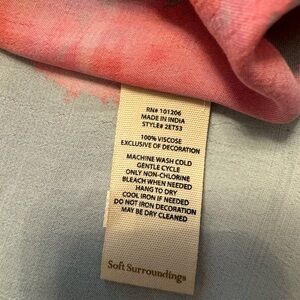 RN# 101206
MADE IN INDIA
STYLE# 2ET53
100% VISCOSE
EXCLUSIVE OF DECORATION
MACHINE WASH COLD
GENTLE CYCLE
ONLY NON-CHLORINE
BLEACH WHEN NEEDED
HANG TO DRY
COOL IRON IF NEEDED
DO NOT IRON DECORATION
MAY BE DRY CLEANED
Soft Surroundings